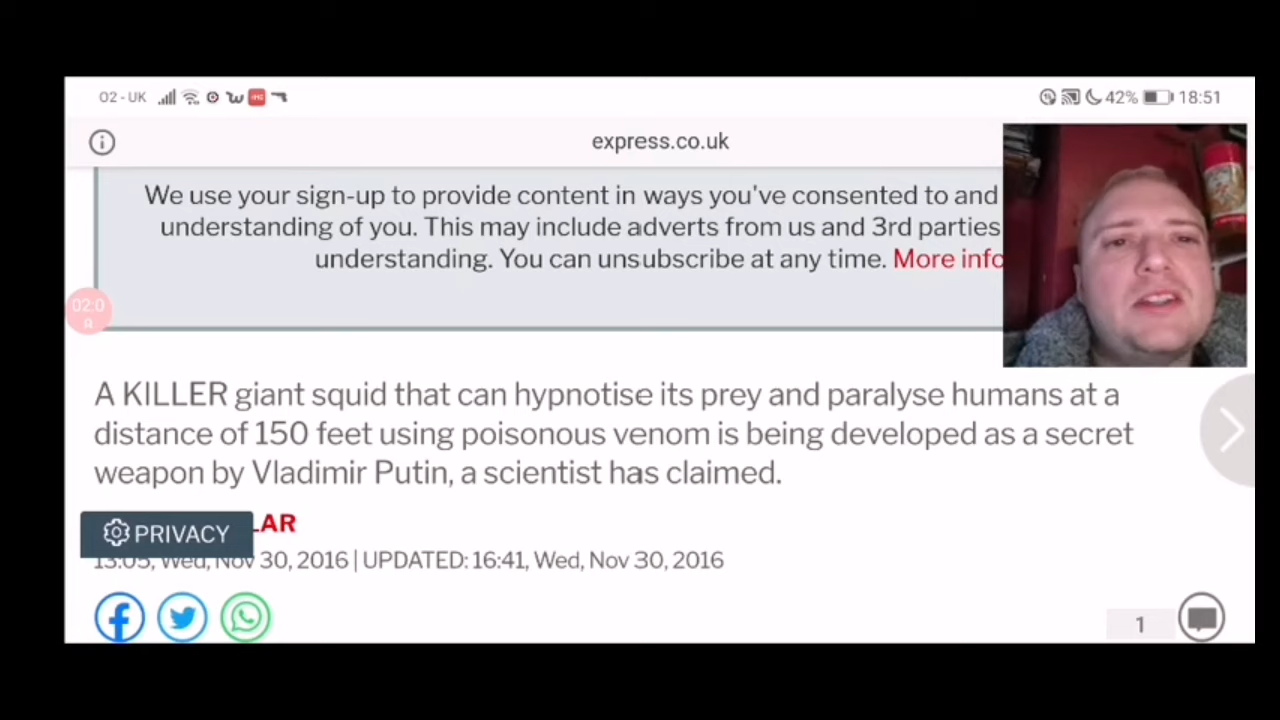 O2 - UK
42% 18:51
express.co.uk
We use your sign-up to provide content in ways you've consented to and
understanding of you. This may include adverts from us and 3rd parties
understanding. You can unsubscribe at any time. More info
02:0
A KILLER giant squid that can hypnotise its prey and paralyse humans at a
distance of 150 feet using poisonous venom is being developed as a secret
weapon by Vladimir Putin, a scientist has claimed.
PRIVACY LAR
13:05, Wed, Nov 30, 2016 | UPDATED: 16:41, Wed, Nov 30, 2016
1